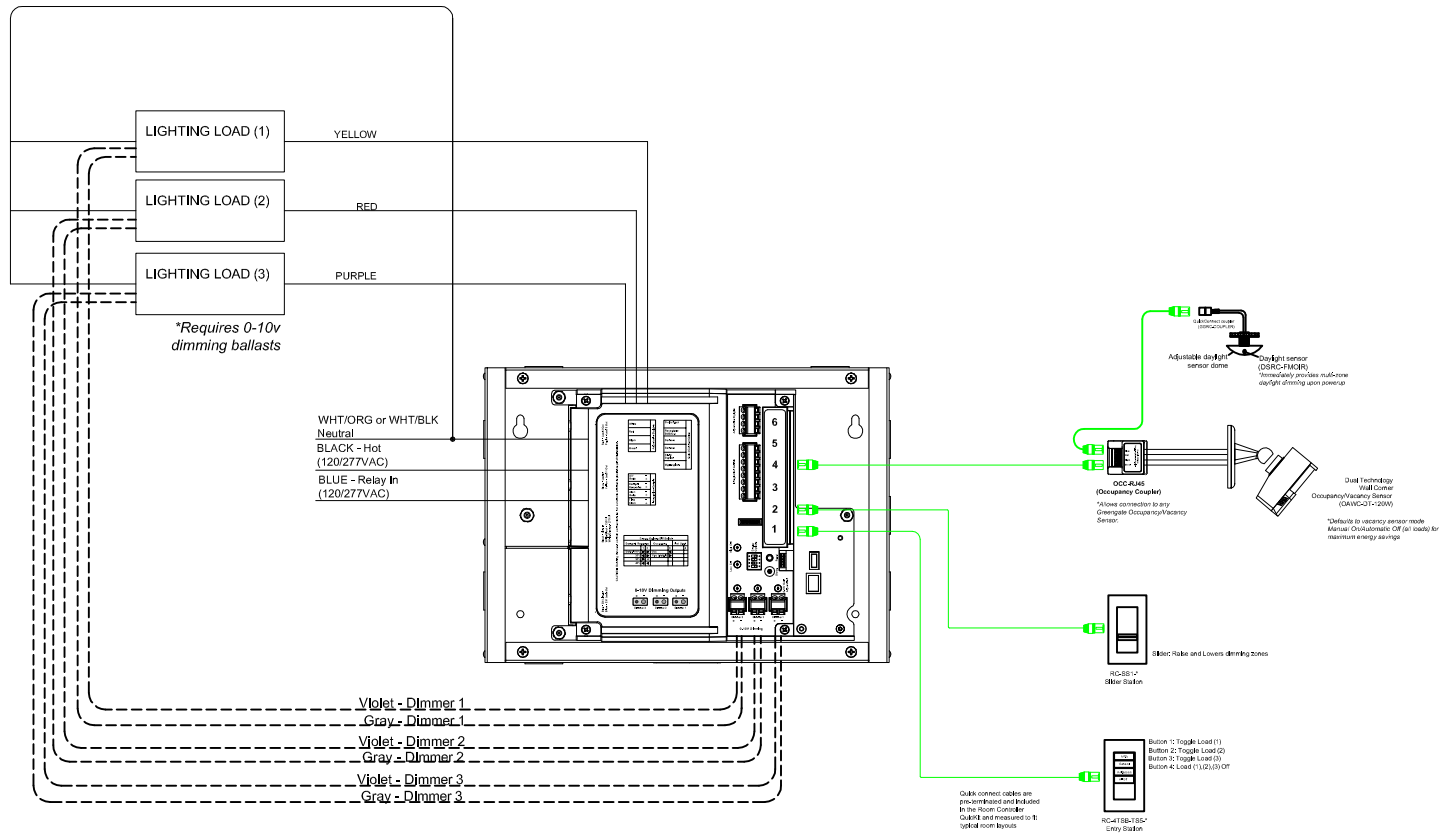 LIGHTING LOAD (1)
YELLOW
LIGHTING LOAD (2)
RED
LIGHTING LOAD (3)
PURPLE
*Requires 0-10v
dimming ballasts
WHT/ORG or WHT/BLK
Neutral
BLACK - Hot
(120/277VAC)
BLUE - Relay In
(120/277VAC)
6
5
4
3
2
1
0-10V Dimming Outputs
Violet - Dimmer 1
Gray - Dimmer 1
Violet - Dimmer 2
Gray - Dimmer 2
Violet - Dimmer 3
Gray - Dimmer 3
Adjustable daylight
sensor dome
Daylight sensor
(DSRC-FMOIR)
*Immediately provides multi-zone
daylight dimming upon powerup
OCC-RJ45
(Occupancy Coupler)
*Allows connection to any
Greengate Occupancy/Vacancy
Sensor.
Dual Technology
Wall Corner
Occupancy/Vacancy Sensor
(OAWC-DT-120W)
*Defaults to vacancy sensor mode
Manual On/Automatic Off (all loads) for
maximum energy savings
Slider: Raise and Lowers dimming zones
RC-SS1-*
Slider Station
Button 1: Toggle Load (1)
Button 2: Toggle Load (2)
Button 3: Toggle Load (3)
Button 4: Load (1),(2),(3) Off
Quick connect cables are
pre-terminated and included
in the Room Controller
QuickKit and measured to fit
typical room layouts
RC-4TSB-TS5-*
Entry Station